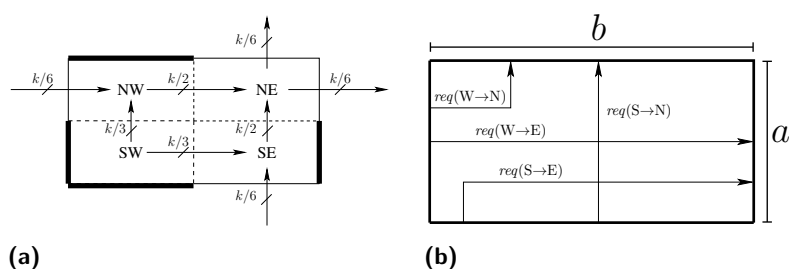 k/6
k/6 NW k/2 NE k/6
k/3 k/2
SW k/3 SE
k/6
(a)
b
req(W→N)
req(S→N)
req(W→E)
a
req(S→E)
(b)